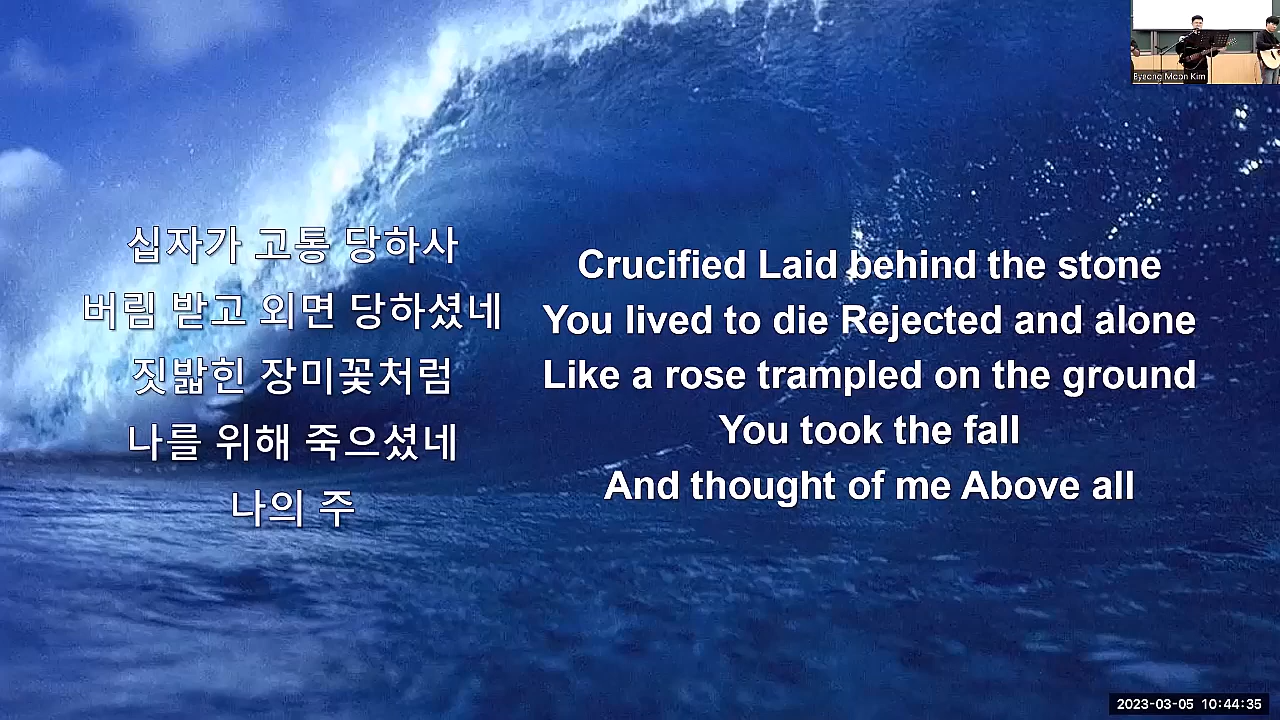 Byeong Moon Kim
십자가 고통 당하사
버림 받고 외면 당하셨네
짓밟힌 장미꽃처럼
나를 위해 죽으셨네
나의 주
Crucified Laid behind the stone
You lived to die Rejected and alone
Like a rose trampled on the ground
You took the fall
And thought of me Above all
2023-03-05 10:44:35